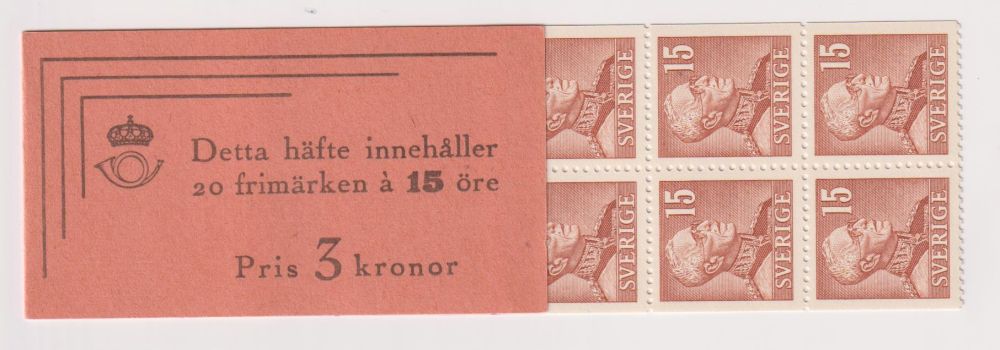 Detta häfte innehåller
20 frimärken à 15 öre
Pris 3 kronor
15
SVERIGE
15
SVERIGE
SVERIGE
15
SVERIGE
15
SVERIGE
SVERIGE